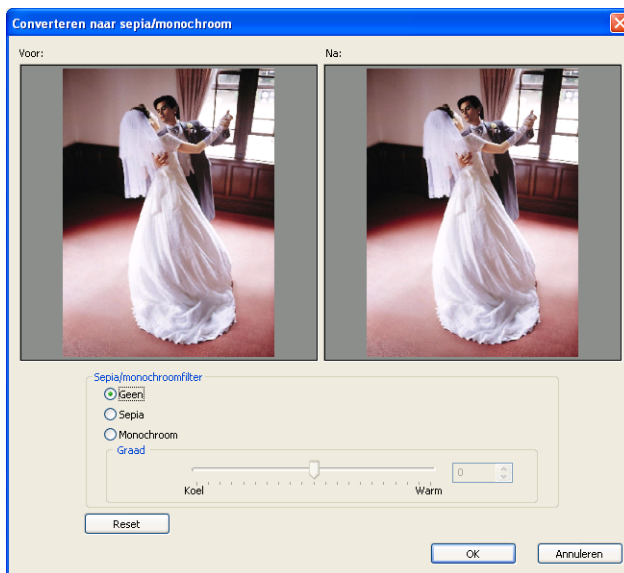 Converteren naar sepia/monochroom
Voor:
Na:
Sepia/monochroomfilter
Geen
Sepia
Monochroom
Graad
0
Koel
Warm
Reset
OK
Annuleren